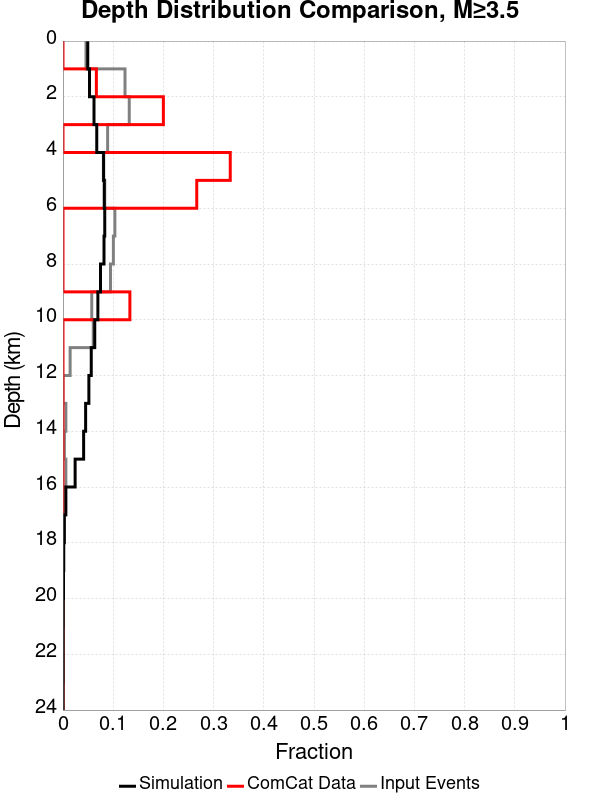 Depth Distribution Comparison, M≥3.5
0
2
4
6
8
10
12
14
16
18
20
22
24
Depth (km)
0 0.1 0.2 0.3 0.4 0.5 0.6 0.7 0.8 0.9 1
Fraction
Simulation ComCat Data Input Events